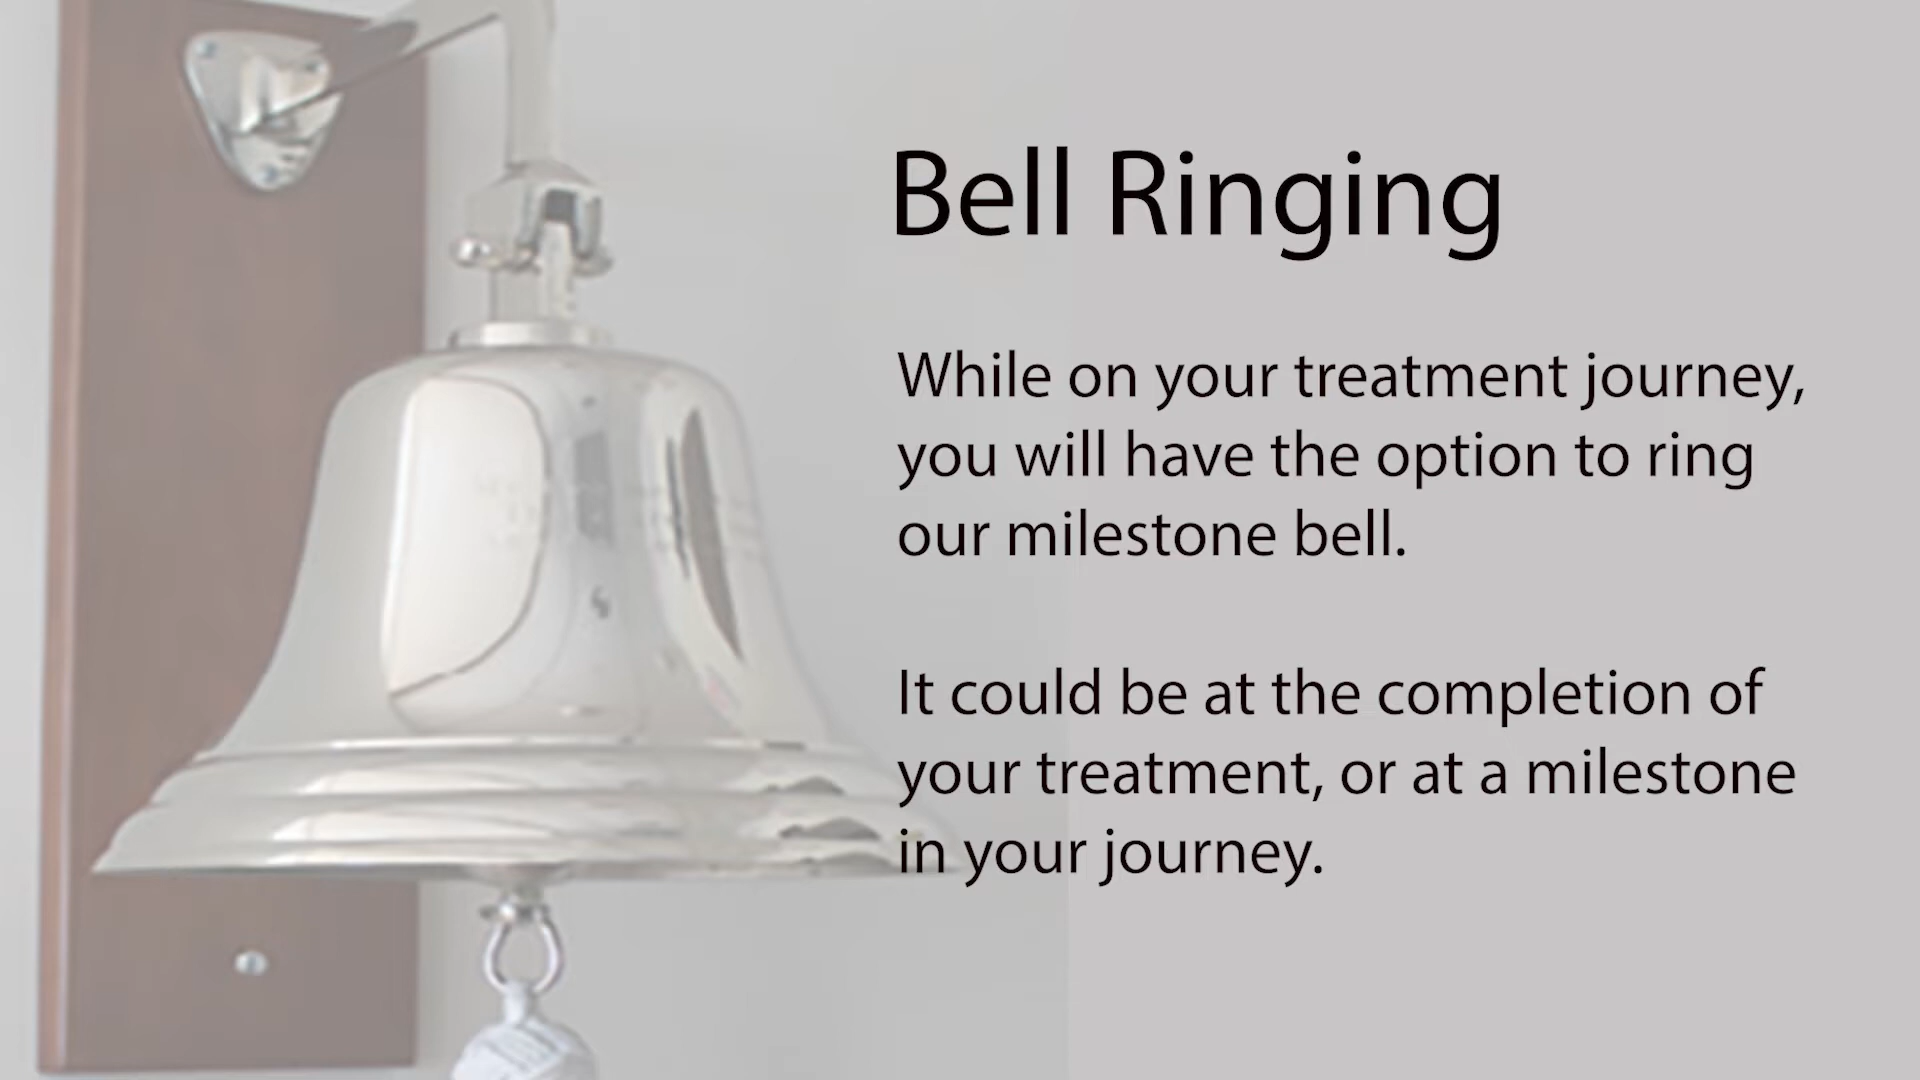 Bell Ringing
While on your treatment journey,
you will have the option to ring
our milestone bell.
It could be at the completion of
your treatment, or at a milestone
in your journey.